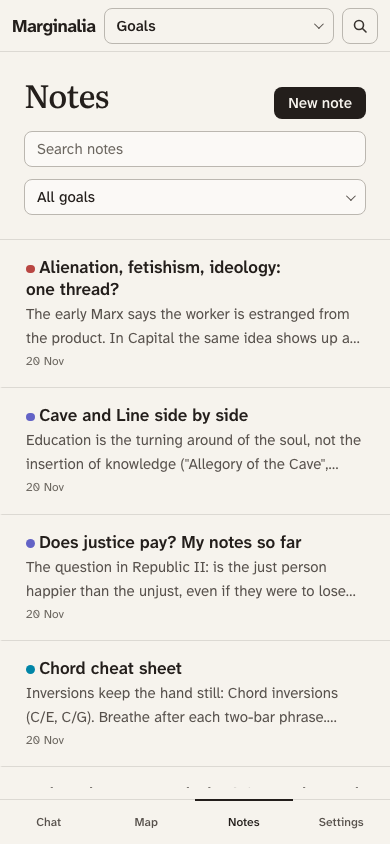 Marginalia
Goals
Notes
New note
Search notes
All goals
Alienation, fetishism, ideology:
one thread?
The early Marx says the worker is estranged from
the product. In Capital the same idea shows up a...
20 Nov
Cave and Line side by side
Education is the turning around of the soul, not the
insertion of knowledge ("Allegory of the Cave",...
20 Nov
Does justice pay? My notes so far
The question in Republic II: is the just person
happier than the unjust, even if they were to lose...
20 Nov
Chord cheat sheet
Inversions keep the hand still: Chord inversions
(C/E, C/G). Breathe after each two-bar phrase....
20 Nov
Chat
Map
Notes
Settings